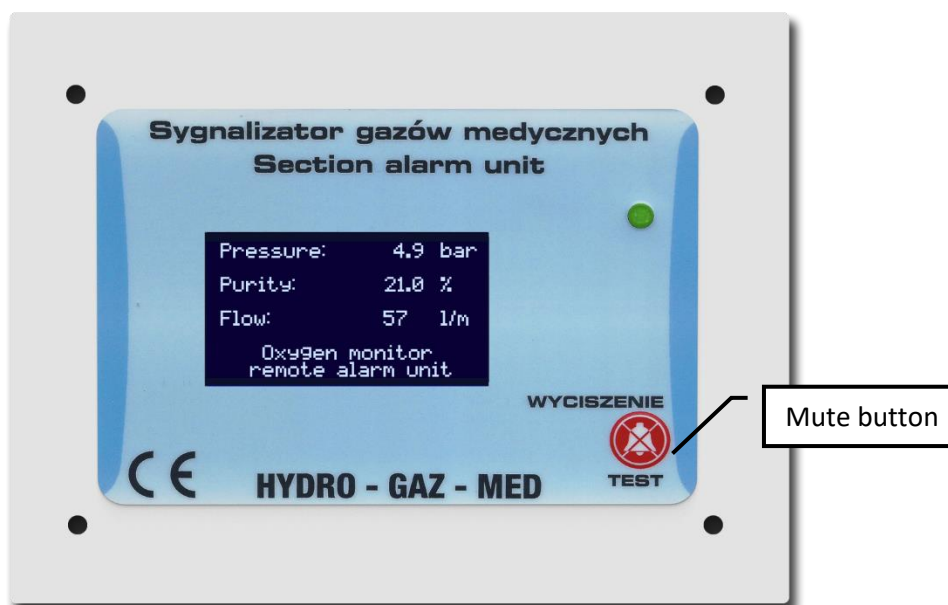 Sygnalizator gazów medycznych
Section alarm unit
Pressure: 4.9 bar
Purity: 21.0 %
Flow: 57 l/m
Oxygen monitor
remote alarm unit
WYCISZENIE
Mute button
TEST
CE
HYDRO - GAZ - MED